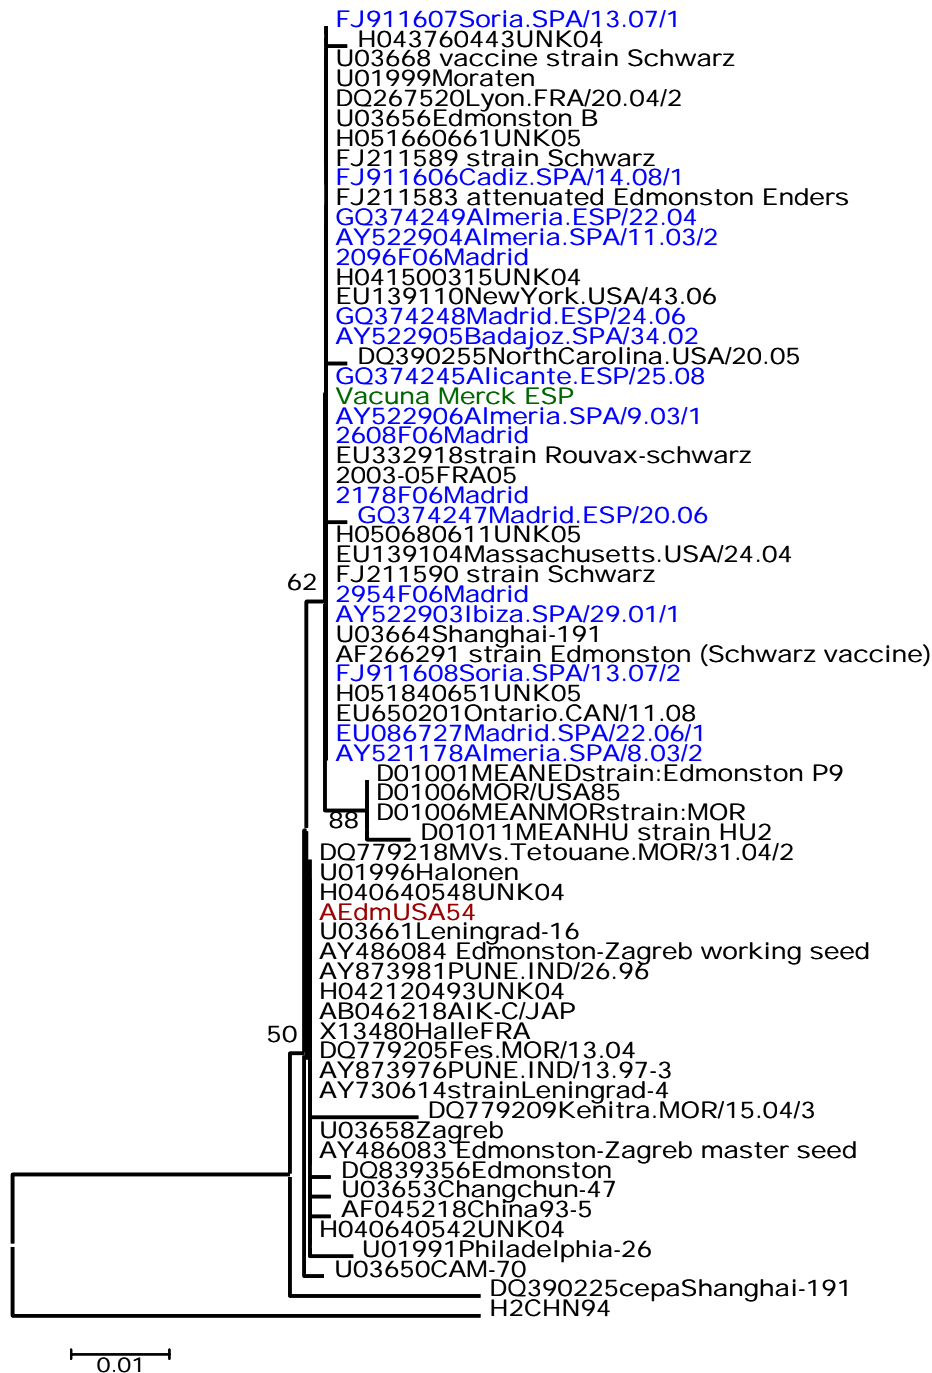 FJ911607Soria.SPA/13.07/1
H043760443UNK04
U03668 vaccine strain Schwarz
U01999Moraten
DQ267520Lyon.FRA/20.04/2
U03656Edmonston B
H051660661UNK05
FJ211589 strain Schwarz
FJ911606Cadiz.SPA/14.08/1
FJ211583 attenuated Edmonston Enders
GQ374249Almeria.ESP/22.04
AY522904Almeria.SPA/11.03/2
2096F06Madrid
H041500315UNK04
EU139110NewYork.USA/43.06
GQ374248Madrid.ESP/24.06
AY522905Badajoz.SPA/34.02
DQ390255NorthCarolina.USA/20.05
GQ374245Alicante.ESP/25.08
Vacuna Merck ESP
AY522906Almeria.SPA/9.03/1
2608F06Madrid
EU332918strain Rouvax-schwarz
2003-05FRA05
2178F06Madrid
GQ374247Madrid.ESP/20.06
H050680611UNK05
EU139104Massachusetts.USA/24.04
FJ211590 strain Schwarz
62
2954F06Madrid
AY522903Ibiza.SPA/29.01/1
U03664Shanghai-191
AF266291 strain Edmonston (Schwarz vaccine)
FJ911608Soria.SPA/13.07/2
H051840651UNK05
EU650201Ontario.CAN/11.08
EU086727Madrid.SPA/22.06/1
AY521178Almeria.SPA/8.03/2
D01001MEANEDstrain:Edmonston P9
D01006MOR/USA85
D01006MEANMORstrain:MOR
88
D01011MEANHU strain HU2
DQ779218MVs.Tetouane.MOR/31.04/2
U01996Halonen
H040640548UNK04
AEdmUSA54
U03661Leningrad-16
AY486084 Edmonston-Zagreb working seed
AY873981PUNE.IND/26.96
H042120493UNK04
AB046218AIK-C/JAP
X13480HalleFRA
50
DQ779205Fes.MOR/13.04
AY873976PUNE.IND/13.97-3
AY730614strainLeningrad-4
DQ779209Kenitra.MOR/15.04/3
U03658Zagreb
AY486083 Edmonston-Zagreb master seed
DQ839356Edmonston
U03653Changchun-47
AF045218China93-5
H040640542UNK04
U01991Philadelphia-26
U03650CAM-70
DQ390225cepaShanghai-191
H2CHN94
0.01